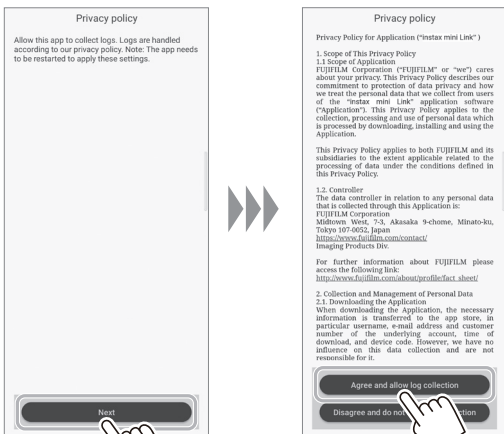 Privacy policy
Allow this app to collect logs. Logs are handled
according to our privacy policy. Note: The app needs
to be restarted to apply these settings.
Next
Privacy policy
Privacy Policy for Application ("instax mini Link" )
1. Scope of This Privacy Policy
1.1 Scope of Application
FUJIFILM Corporation ("FUJIFILM" or "we") cares
about your privacy. This Privacy Policy describes our
commitment to protection of data privacy and how
we treat the personal data that we collect from users
of the "instax mini Link" application software
("Application"). This Privacy Policy applies to the
collection, processing and use of personal data which
is processed by downloading, installing and using the
Application.
This Privacy Policy applies to both FUJIFILM and its
subsidiaries to the extent applicable related to the
processing of data under the conditions defined in
this Privacy Policy.
1.2. Controller
The data controller in relation to any personal data
that is collected through this Application is:
FUJIFILM Corporation
Midtown West, 7-3, Akasaka 9-chome, Minato-ku,
Tokyo 107-0052, Japan
https://www.fujifilm.com/contact/
Imaging Products Div.
For further information about FUJIFILM please
access the following link:
http://www.fujifilm.com/about/profile/fact_sheet/
2. Collection and Management of Personal Data
2.1. Downloading the Application
When downloading the Application, the necessary
information is transferred to the app store, in
particular username, e-mail address and customer
number of the underlying account, time of
download, and device code. However, we have no
influence on this data collection and are not
responsible for it.
Agree and allow log collection
Disagree and do not